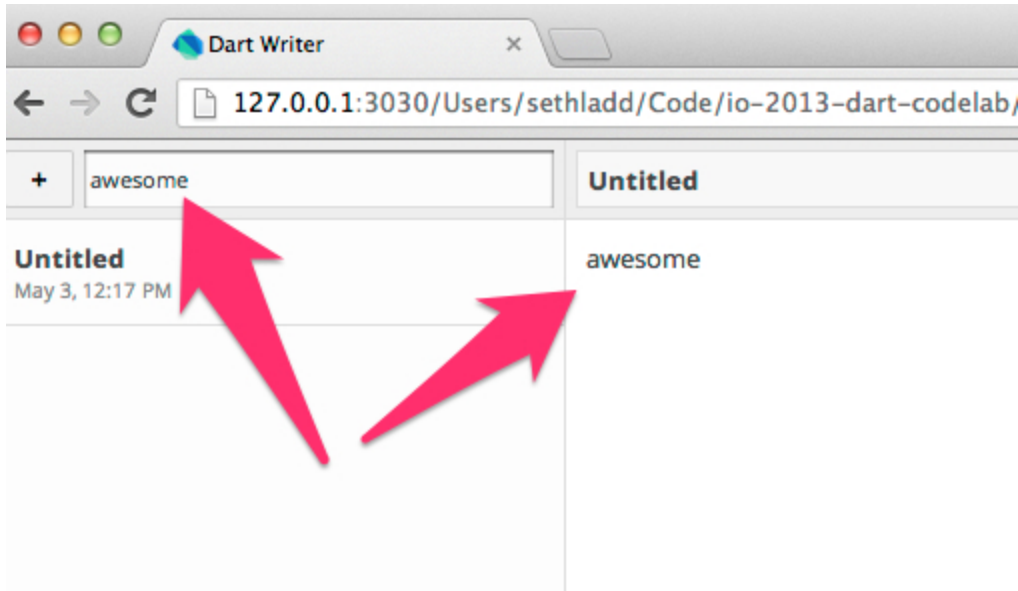 Dart Writer
127.0.0.1:3030/Users/sethladd/Code/io-2013-dart-codelab/
+ awesome
Untitled
Untitled
May 3, 12:17 PM
awesome